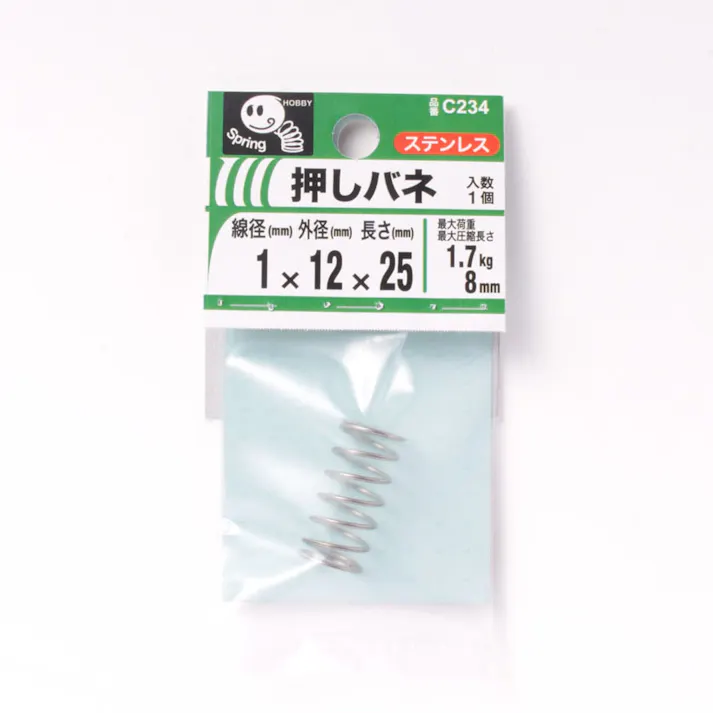 HOBBY
Spring
品番 C234
ステンレス
押しバネ
入数
1個
線径(mm) 外径(mm) 長さ(mm)
1×12×25
最大荷重
最大圧縮長さ
1.7kg
8mm